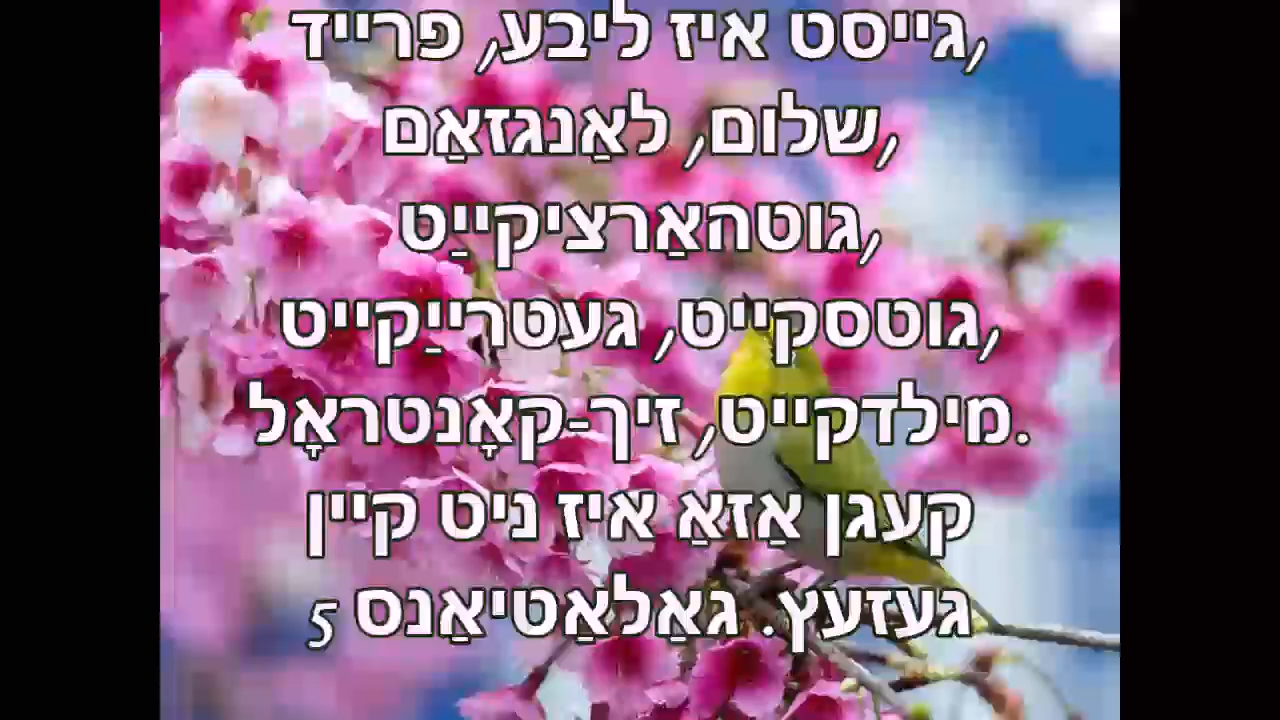 גייסט איז ליבע, פרייד,
שלום, לאַנגזאַם,
גוטהאַרציקייַט,
גוטסקייט, געטרייַקייט,
מילדקייט, זיך-קאָנטראָל.
קעגן אַזאַ איז ניט קיין
געזעץ. גאַלאַטיאַנס 5